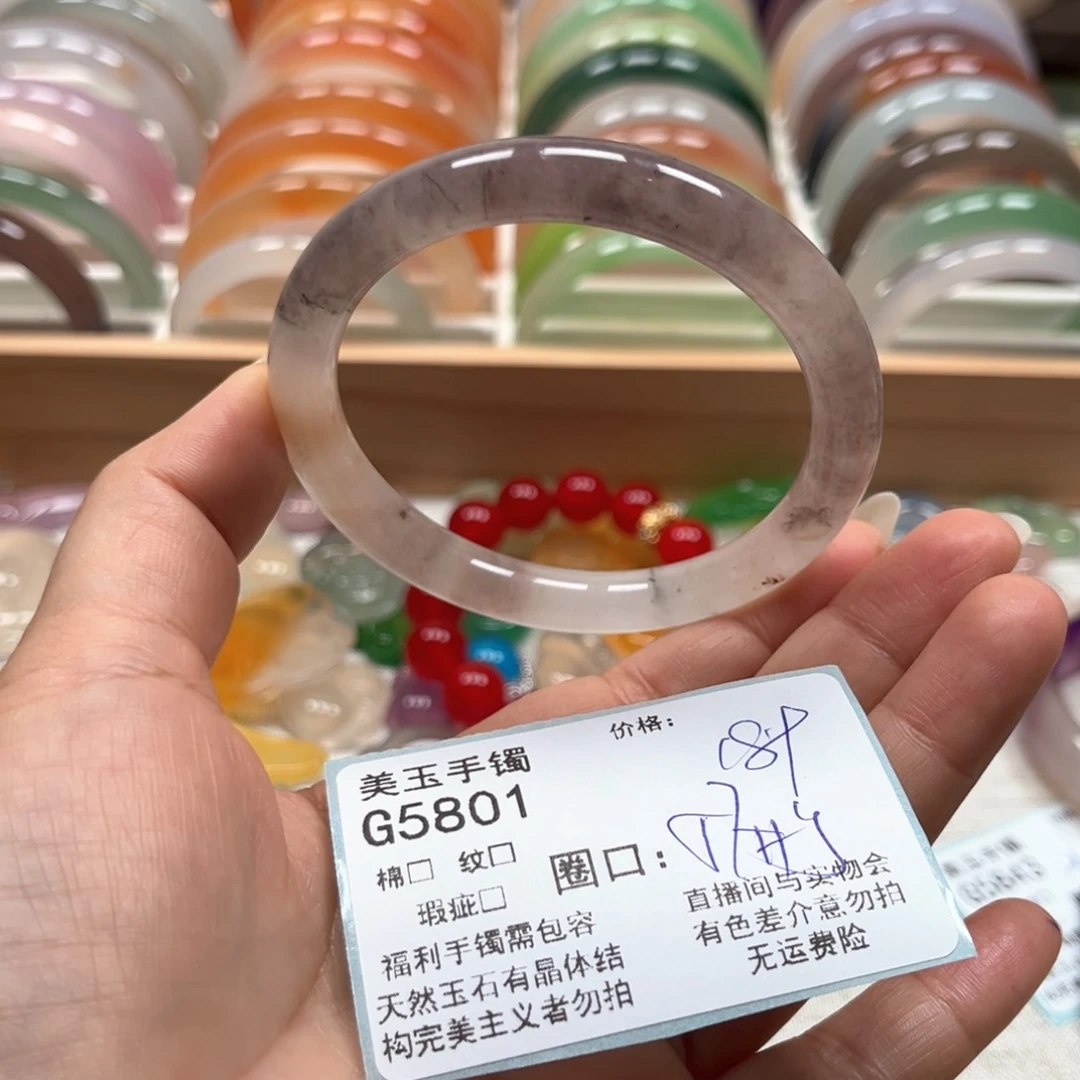 价格:
美玉手镯
G5801
棉□ 纹□
圈口:
瑕疵□
直播间与实物会
有色差介意勿拍
无运费险
福利手镯需包容
天然玉石有晶体结
构完美主义者勿拍